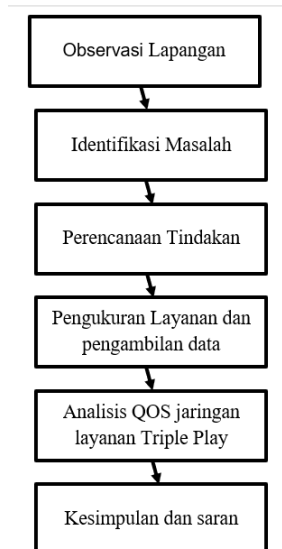 Observasi Lapangan
Identifikasi Masalah
Perencanaan Tindakan
Pengukuran Layanan dan
pengambilan data
Analisis QOS jaringan
layanan Triple Play
Kesimpulan dan saran